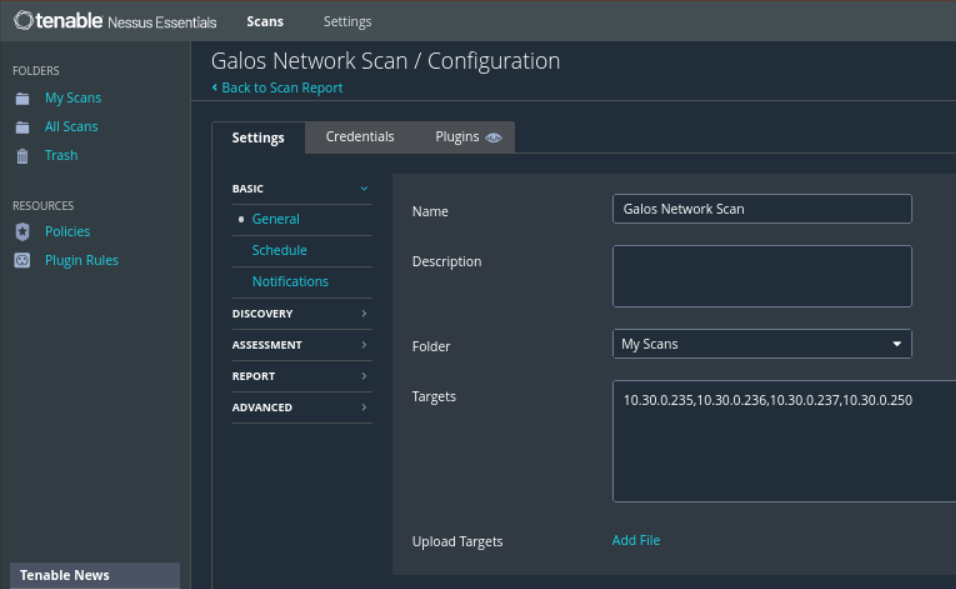 tenable Nessus Essentials Scans Settings
FOLDERS
My Scans
All Scans
Trash
RESOURCES
Policies
Plugin Rules
Tenable News
Galos Network Scan / Configuration
Back to Scan Report
Settings Credentials Plugins
BASIC
General
Schedule
Notifications
DISCOVERY
ASSESSMENT
REPORT
ADVANCED
Name Galos Network Scan
Description
Folder My Scans
Targets 10.30.0.235,10.30.0.236,10.30.0.237,10.30.0.250
Upload Targets Add File